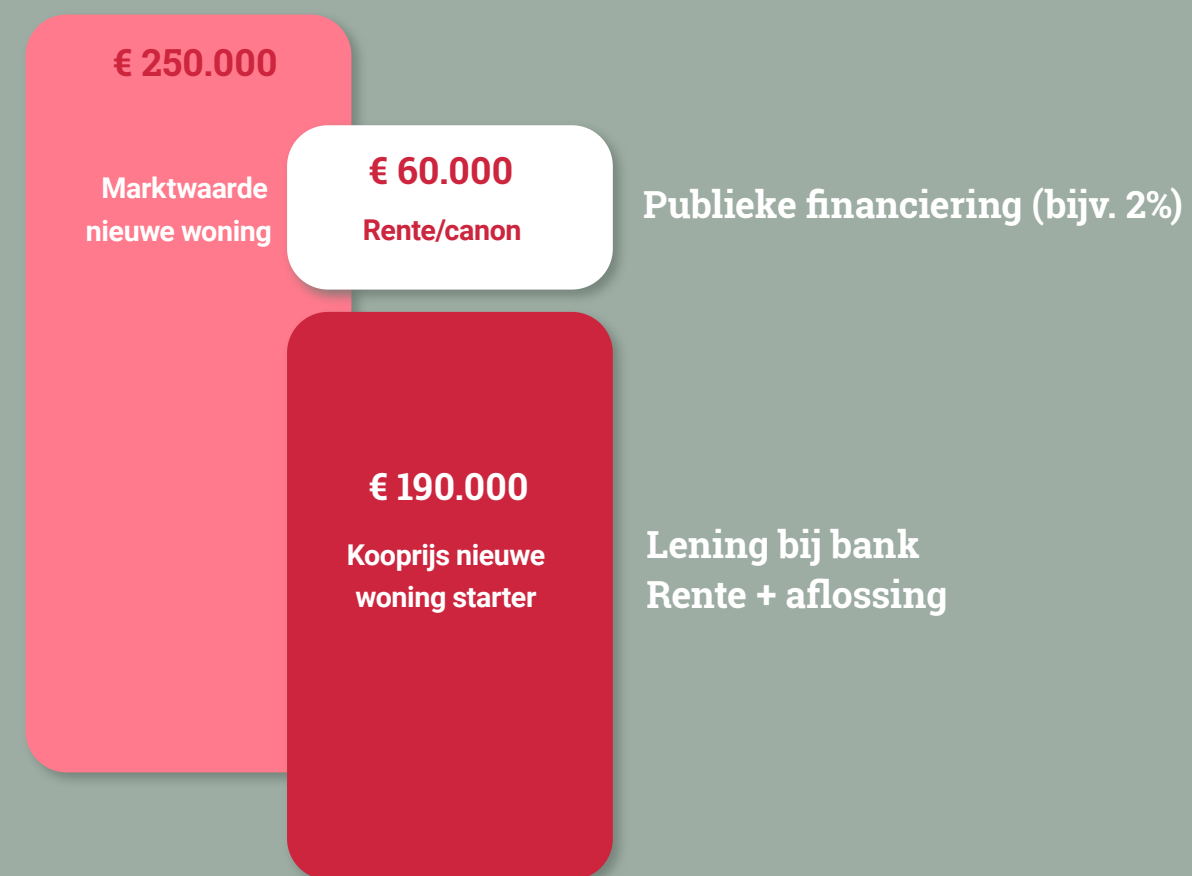 € 250.000
Marktwaarde
nieuwe woning
€ 60.000
Rente/canon
Publieke financiering (bijv. 2%)
€ 190.000
Kooprijs nieuwe
woning starter
Lening bij bank
Rente + aflossing